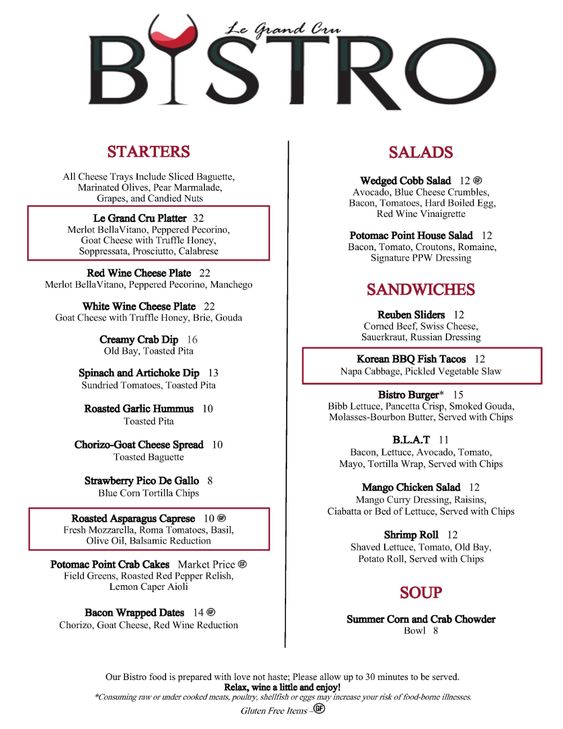 Le Grand Cru
BYSTRO
STARTERS
All Cheese Trays Include Sliced Baguette,
Marinated Olives, Pear Marmalade,
Grapes, and Candied Nuts
Le Grand Cru Platter 32
Merlot BellaVitano, Peppered Pecorino,
Goat Cheese with Truffle Honey,
Soppressata, Prosciutto, Calabrese
Red Wine Cheese Plate 22
Merlot BellaVitano, Peppered Pecorino, Manchego
White Wine Cheese Plate 22
Goat Cheese with Truffle Honey, Brie, Gouda
Creamy Crab Dip 16
Old Bay, Toasted Pita
Spinach and Artichoke Dip 13
Sundried Tomatoes, Toasted Pita
Roasted Garlic Hummus 10
Toasted Pita
Chorizo-Goat Cheese Spread 10
Toasted Baguette
Strawberry Pico De Gallo 8
Blue Corn Tortilla Chips
Roasted Asparagus Caprese 10 GF
Fresh Mozzarella, Roma Tomatoes, Basil,
Olive Oil, Balsamic Reduction
Potomac Point Crab Cakes Market Price GF
Field Greens, Roasted Red Pepper Relish,
Lemon Caper Aioli
Bacon Wrapped Dates 14 GF
Chorizo, Goat Cheese, Red Wine Reduction
SALADS
Wedged Cobb Salad 12 GF
Avocado, Blue Cheese Crumbles,
Bacon, Tomatoes, Hard Boiled Egg,
Red Wine Vinaigrette
Potomac Point House Salad 12
Bacon, Tomato, Croutons, Romaine,
Signature PPW Dressing
SANDWICHES
Reuben Sliders 12
Corned Beef, Swiss Cheese,
Sauerkraut, Russian Dressing
Korean BBQ Fish Tacos 12
Napa Cabbage, Pickled Vegetable Slaw
Bistro Burger* 15
Bibb Lettuce, Pancetta Crisp, Smoked Gouda,
Molasses-Bourbon Butter, Served with Chips
B.L.A.T 11
Bacon, Lettuce, Avocado, Tomato,
Mayo, Tortilla Wrap, Served with Chips
Mango Chicken Salad 12
Mango Curry Dressing, Raisins,
Ciabatta or Bed of Lettuce, Served with Chips
Shrimp Roll 12
Shaved Lettuce, Tomato, Old Bay,
Potato Roll, Served with Chips
SOUP
Summer Corn and Crab Chowder
Bowl 8
Our Bistro food is prepared with love not haste; Please allow up to 30 minutes to be served.
Relax, wine a little and enjoy!
*Consuming raw or under cooked meats, poultry, shellfish or eggs may increase your risk of food-borne illnesses.
Gluten Free Items – GF